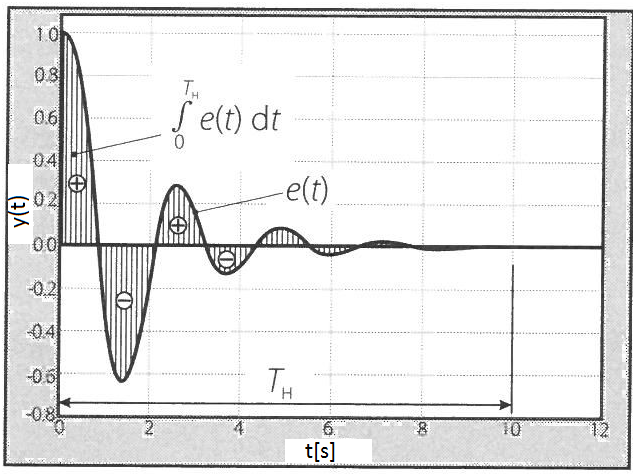 1.0
0.8
0.6
0.4
0.2
0.0
-0.2
-0.4
-0.6
-0.8
y(t)
T_H
∫ e(t) dt
0
e(t)
+
+
−
−
T_H
0 2 4 6 8 10 12
t[s]